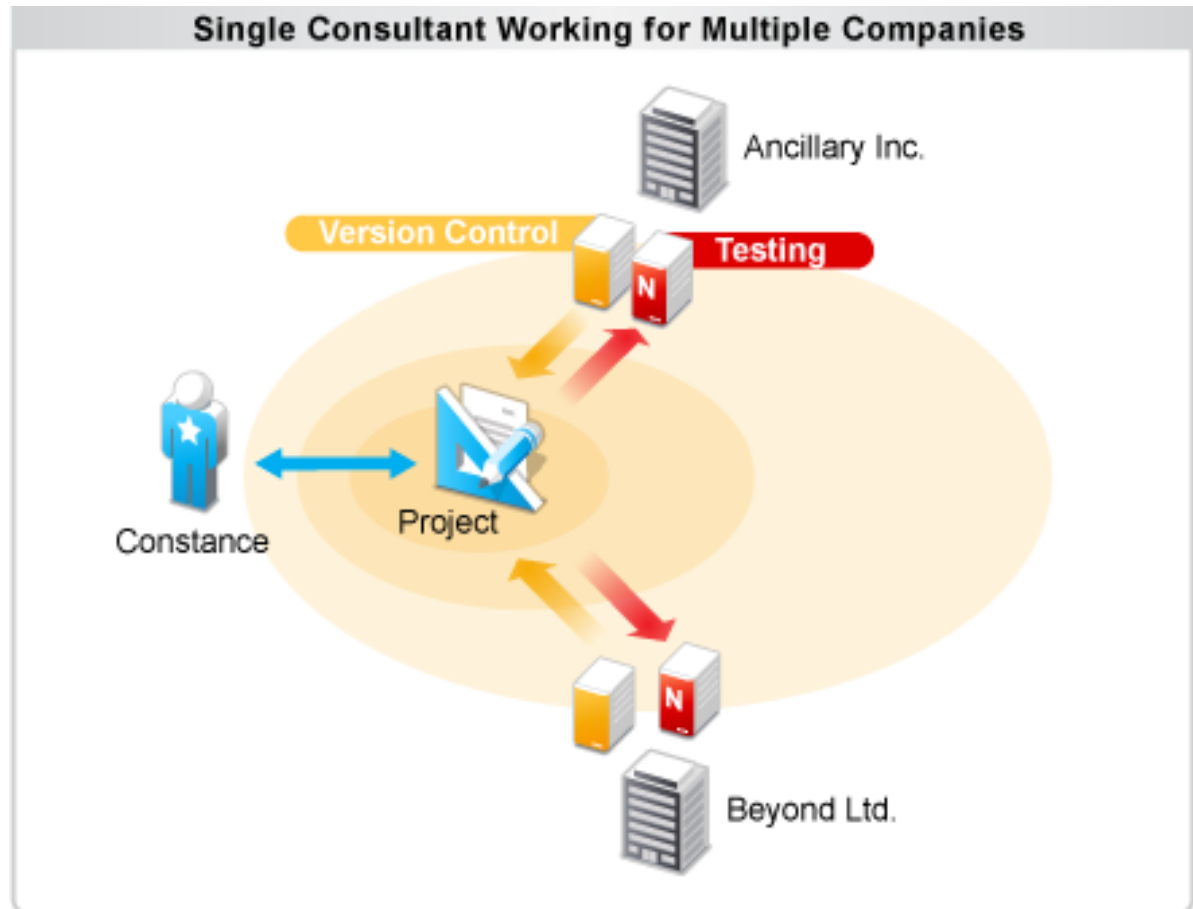 Single Consultant Working for Multiple Companies
Ancillary Inc.
Version Control
Testing
N
Project
Constance
N
Beyond Ltd.